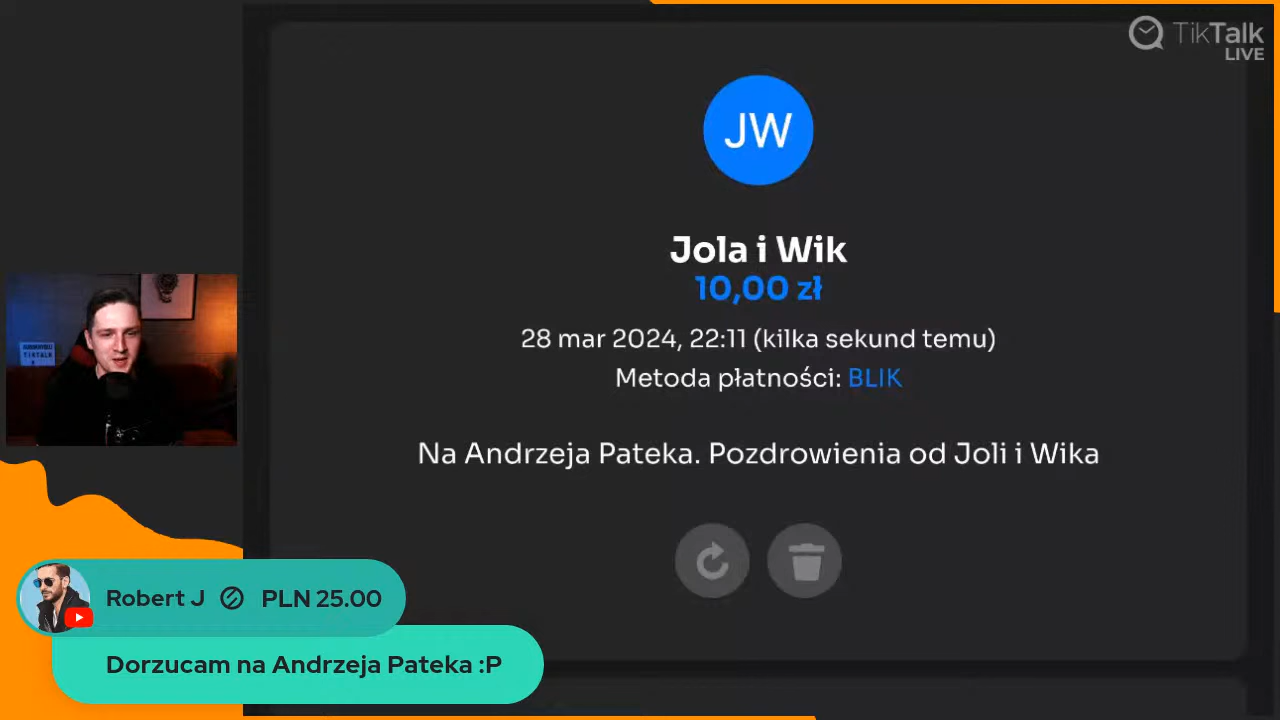 TikTalk
LIVE
JW
Jola i Wik
10,00 zł
28 mar 2024, 22:11 (kilka sekund temu)
Metoda płatności: BLIK
Na Andrzeja Pateka. Pozdrowienia od Joli i Wika
TIKTALK
Robert J PLN 25.00
Dorzucam na Andrzeja Pateka :P